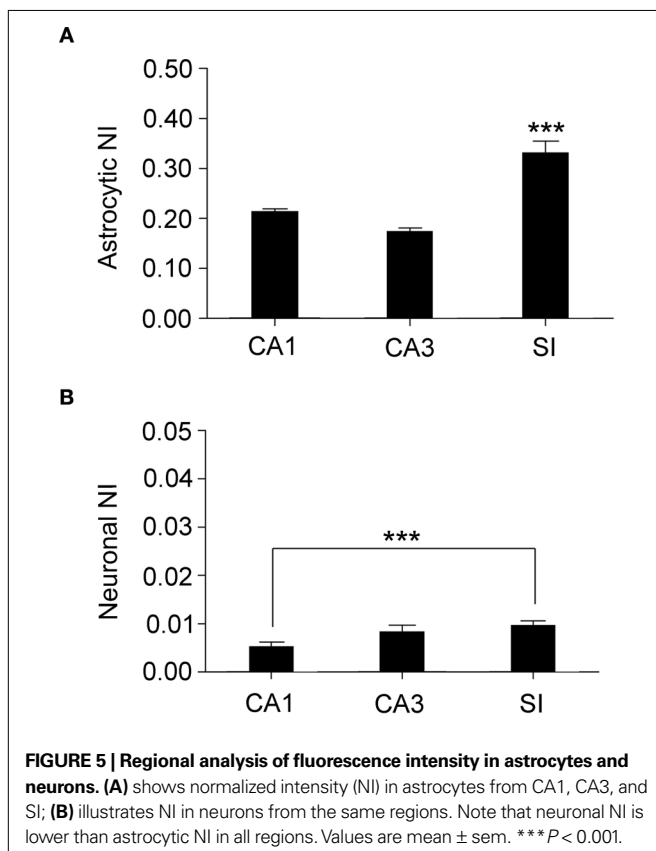 A
0.50
0.40
0.30
0.20
0.10
0.00
Astrocytic NI
***
CA1 CA3 SI
B
0.05
0.04
0.03
0.02
0.01
0.00
Neuronal NI
***
CA1 CA3 SI
FIGURE 5 | Regional analysis of fluorescence intensity in astrocytes and
neurons. (A) shows normalized intensity (NI) in astrocytes from CA1, CA3, and
SI; (B) illustrates NI in neurons from the same regions. Note that neuronal NI is
lower than astrocytic NI in all regions. Values are mean ± sem. ***P < 0.001.